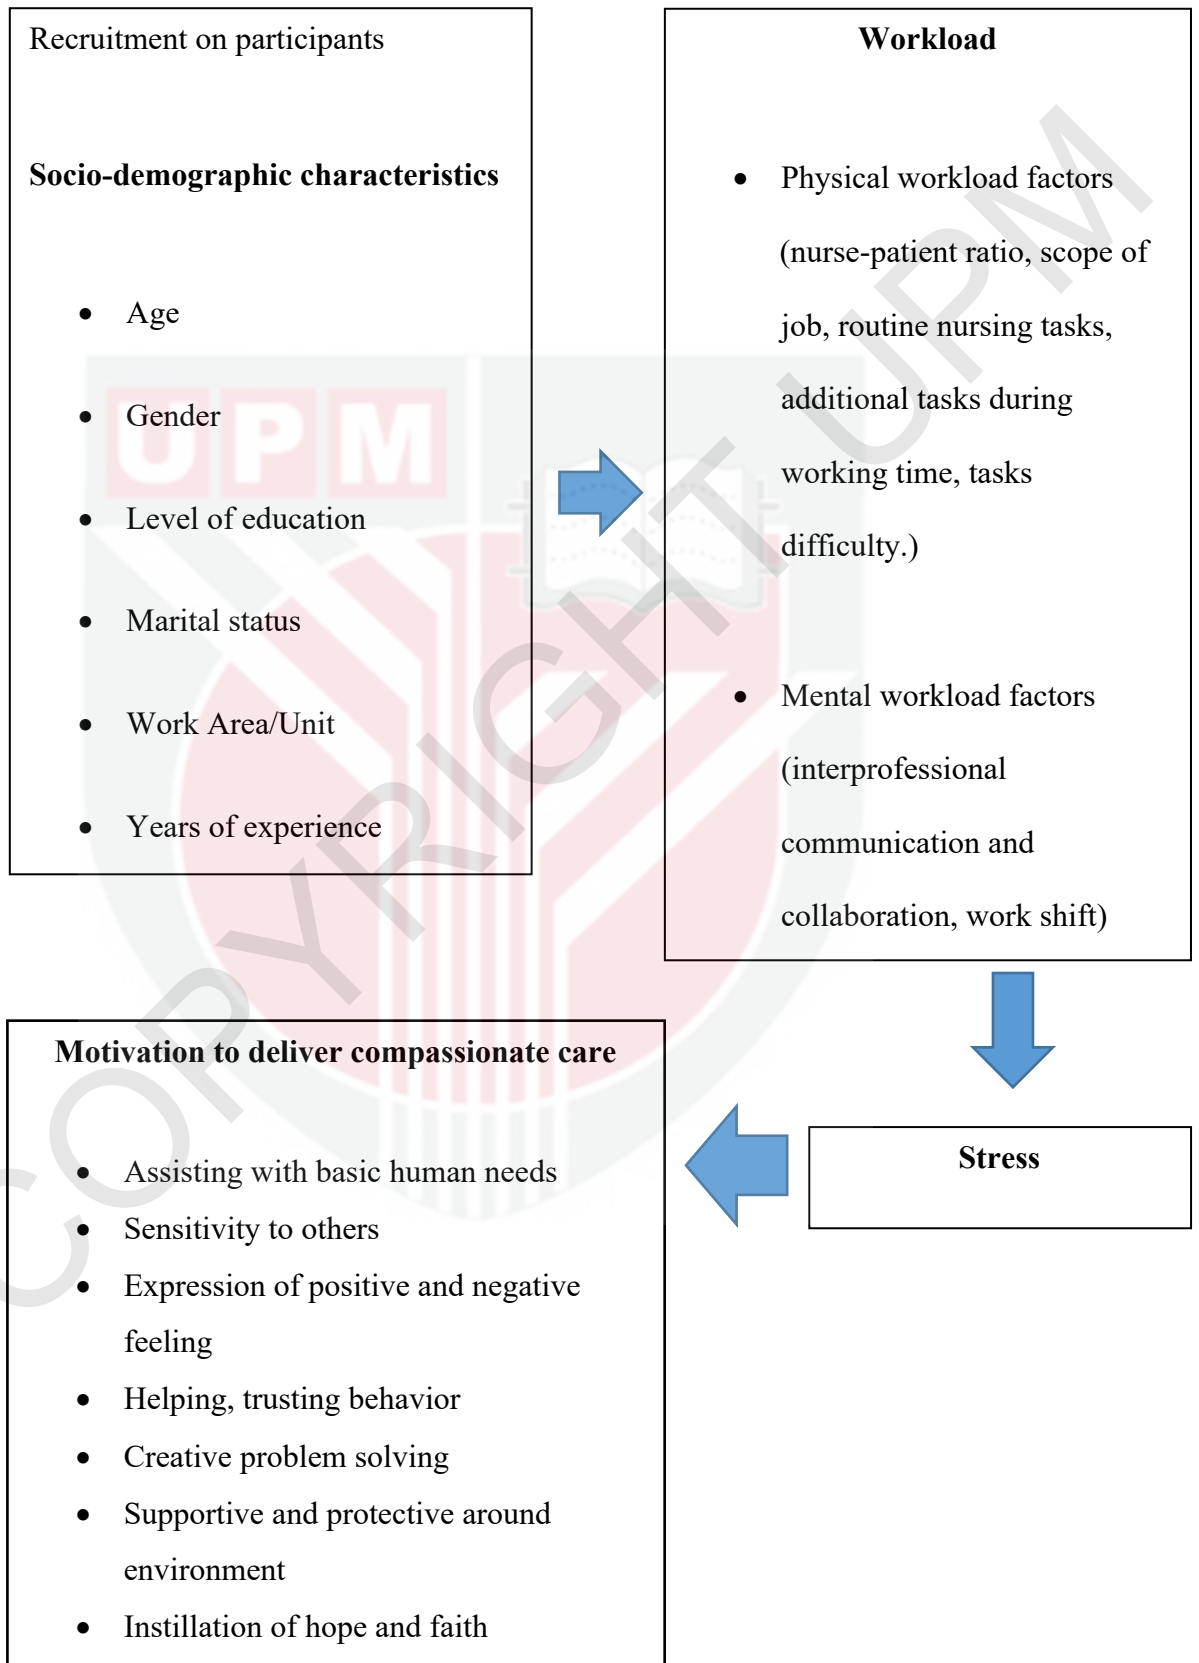 Recruitment on participants
Socio-demographic characteristics
• Age
• Gender
• Level of education
• Marital status
• Work Area/Unit
• Years of experience
Workload
• Physical workload factors
(nurse-patient ratio, scope of
job, routine nursing tasks,
additional tasks during
working time, tasks
difficulty.)
• Mental workload factors
(interprofessional
communication and
collaboration, work shift)
Stress
Motivation to deliver compassionate care
• Assisting with basic human needs
• Sensitivity to others
• Expression of positive and negative
feeling
• Helping, trusting behavior
• Creative problem solving
• Supportive and protective around
environment
• Instillation of hope and faith
UPM
COPYRIGHT UPM